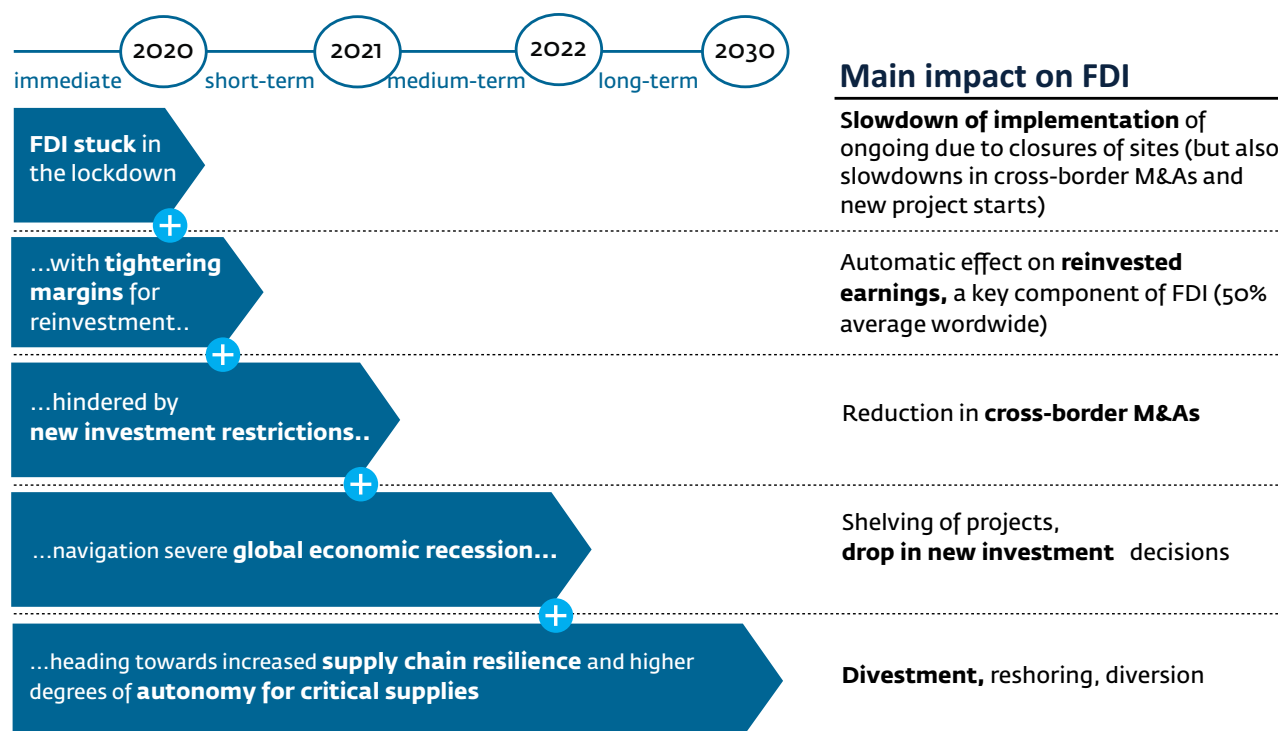 2020
2021
2022
2030
immediate
short-term
medium-term
long-term
Main impact on FDI
FDI stuck in
the lockdown
Slowdown of implementation of
ongoing due to closures of sites (but also
slowdowns in cross-border M&As and
new project starts)
+
...with tightering
margins for
reinvestment..
Automatic effect on reinvested
earnings, a key component of FDI (50%
average wordwide)
+
...hindered by
new investment restrictions..
Reduction in cross-border M&As
+
...navigation severe global economic recession...
Shelving of projects,
drop in new investment decisions
+
...heading towards increased supply chain resilience and higher
degrees of autonomy for critical supplies
Divestment, reshoring, diversion